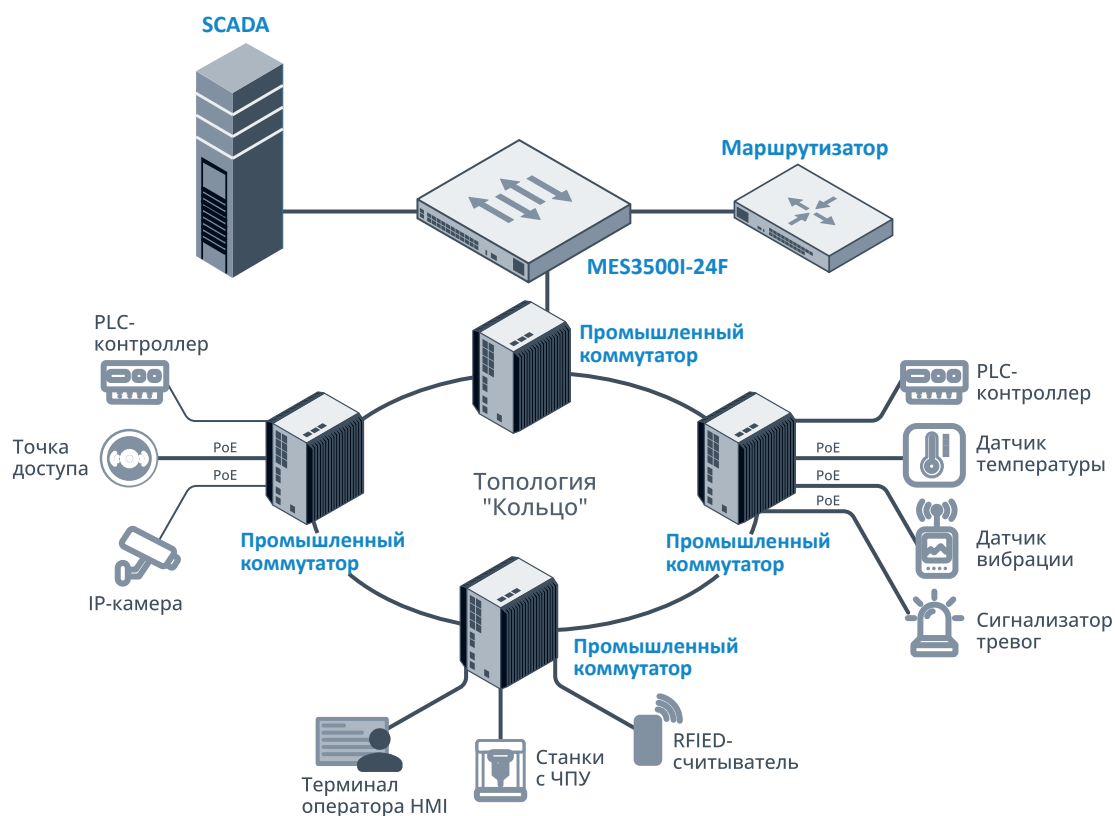 SCADA
Маршрутизатор
MES3500I-24F
PLC-
контроллер
Промышленный
коммутатор
PLC-
контроллер
Точка
доступа
PoE
PoE
Топология
"Кольцо"
PoE
PoE
PoE
Датчик
температуры
Промышленный
коммутатор
Промышленный
коммутатор
Датчик
вибрации
IP-камера
Сигнализатор
тревог
Промышленный
коммутатор
RFIED-
считыватель
Станки
с ЧПУ
Терминал
оператора HMI